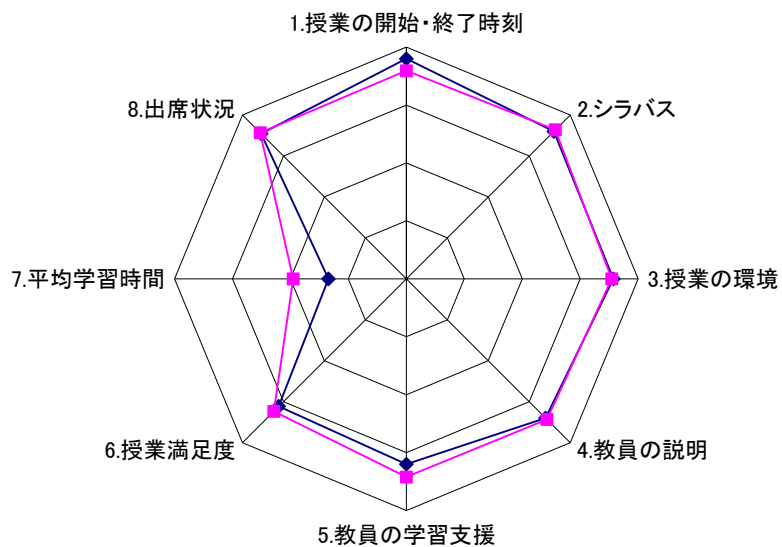 1.授業の開始・終了時刻
2.シラバス
3.授業の環境
4.教員の説明
5.教員の学習支援
6.授業満足度
7.平均学習時間
8.出席状況